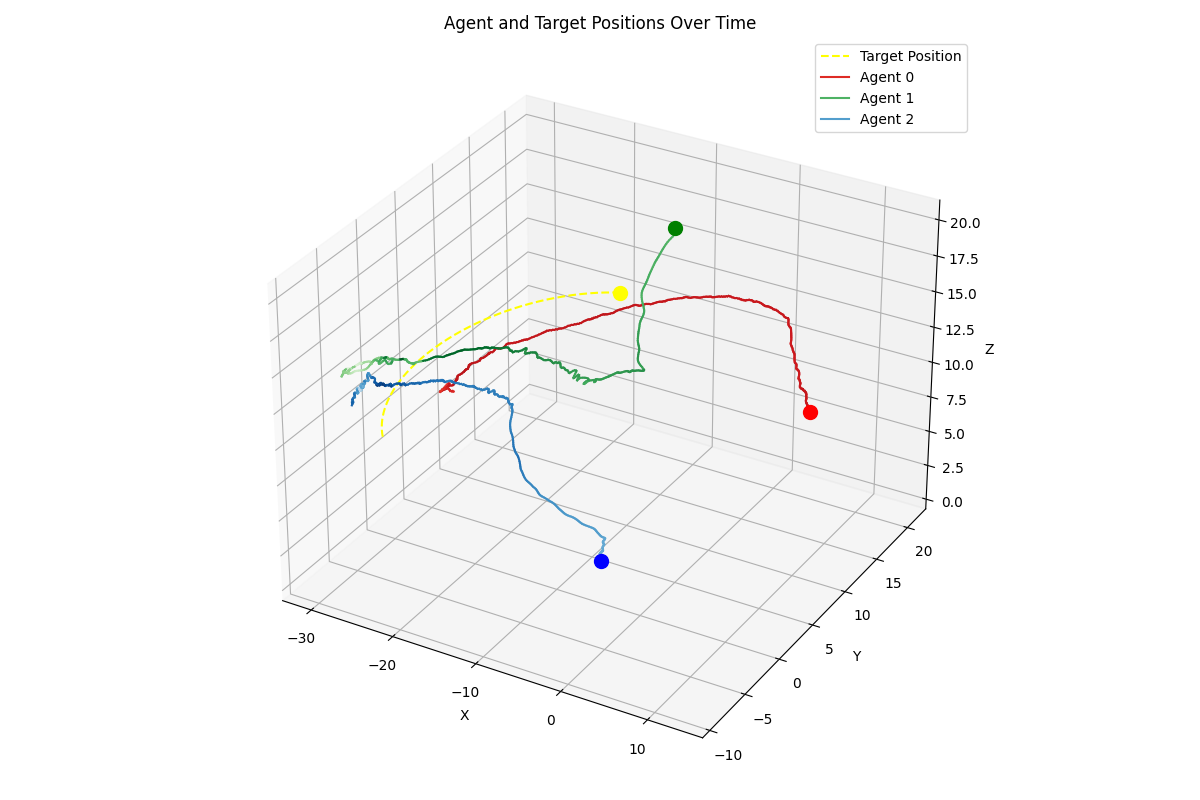 Agent and Target Positions Over Time
Target Position
Agent 0
Agent 1
Agent 2
20.0
17.5
15.0
12.5
10.0
7.5
5.0
2.5
0.0
Z
20
15
10
5
0
−5
−10
Y
−30
−20
−10
0
10
X